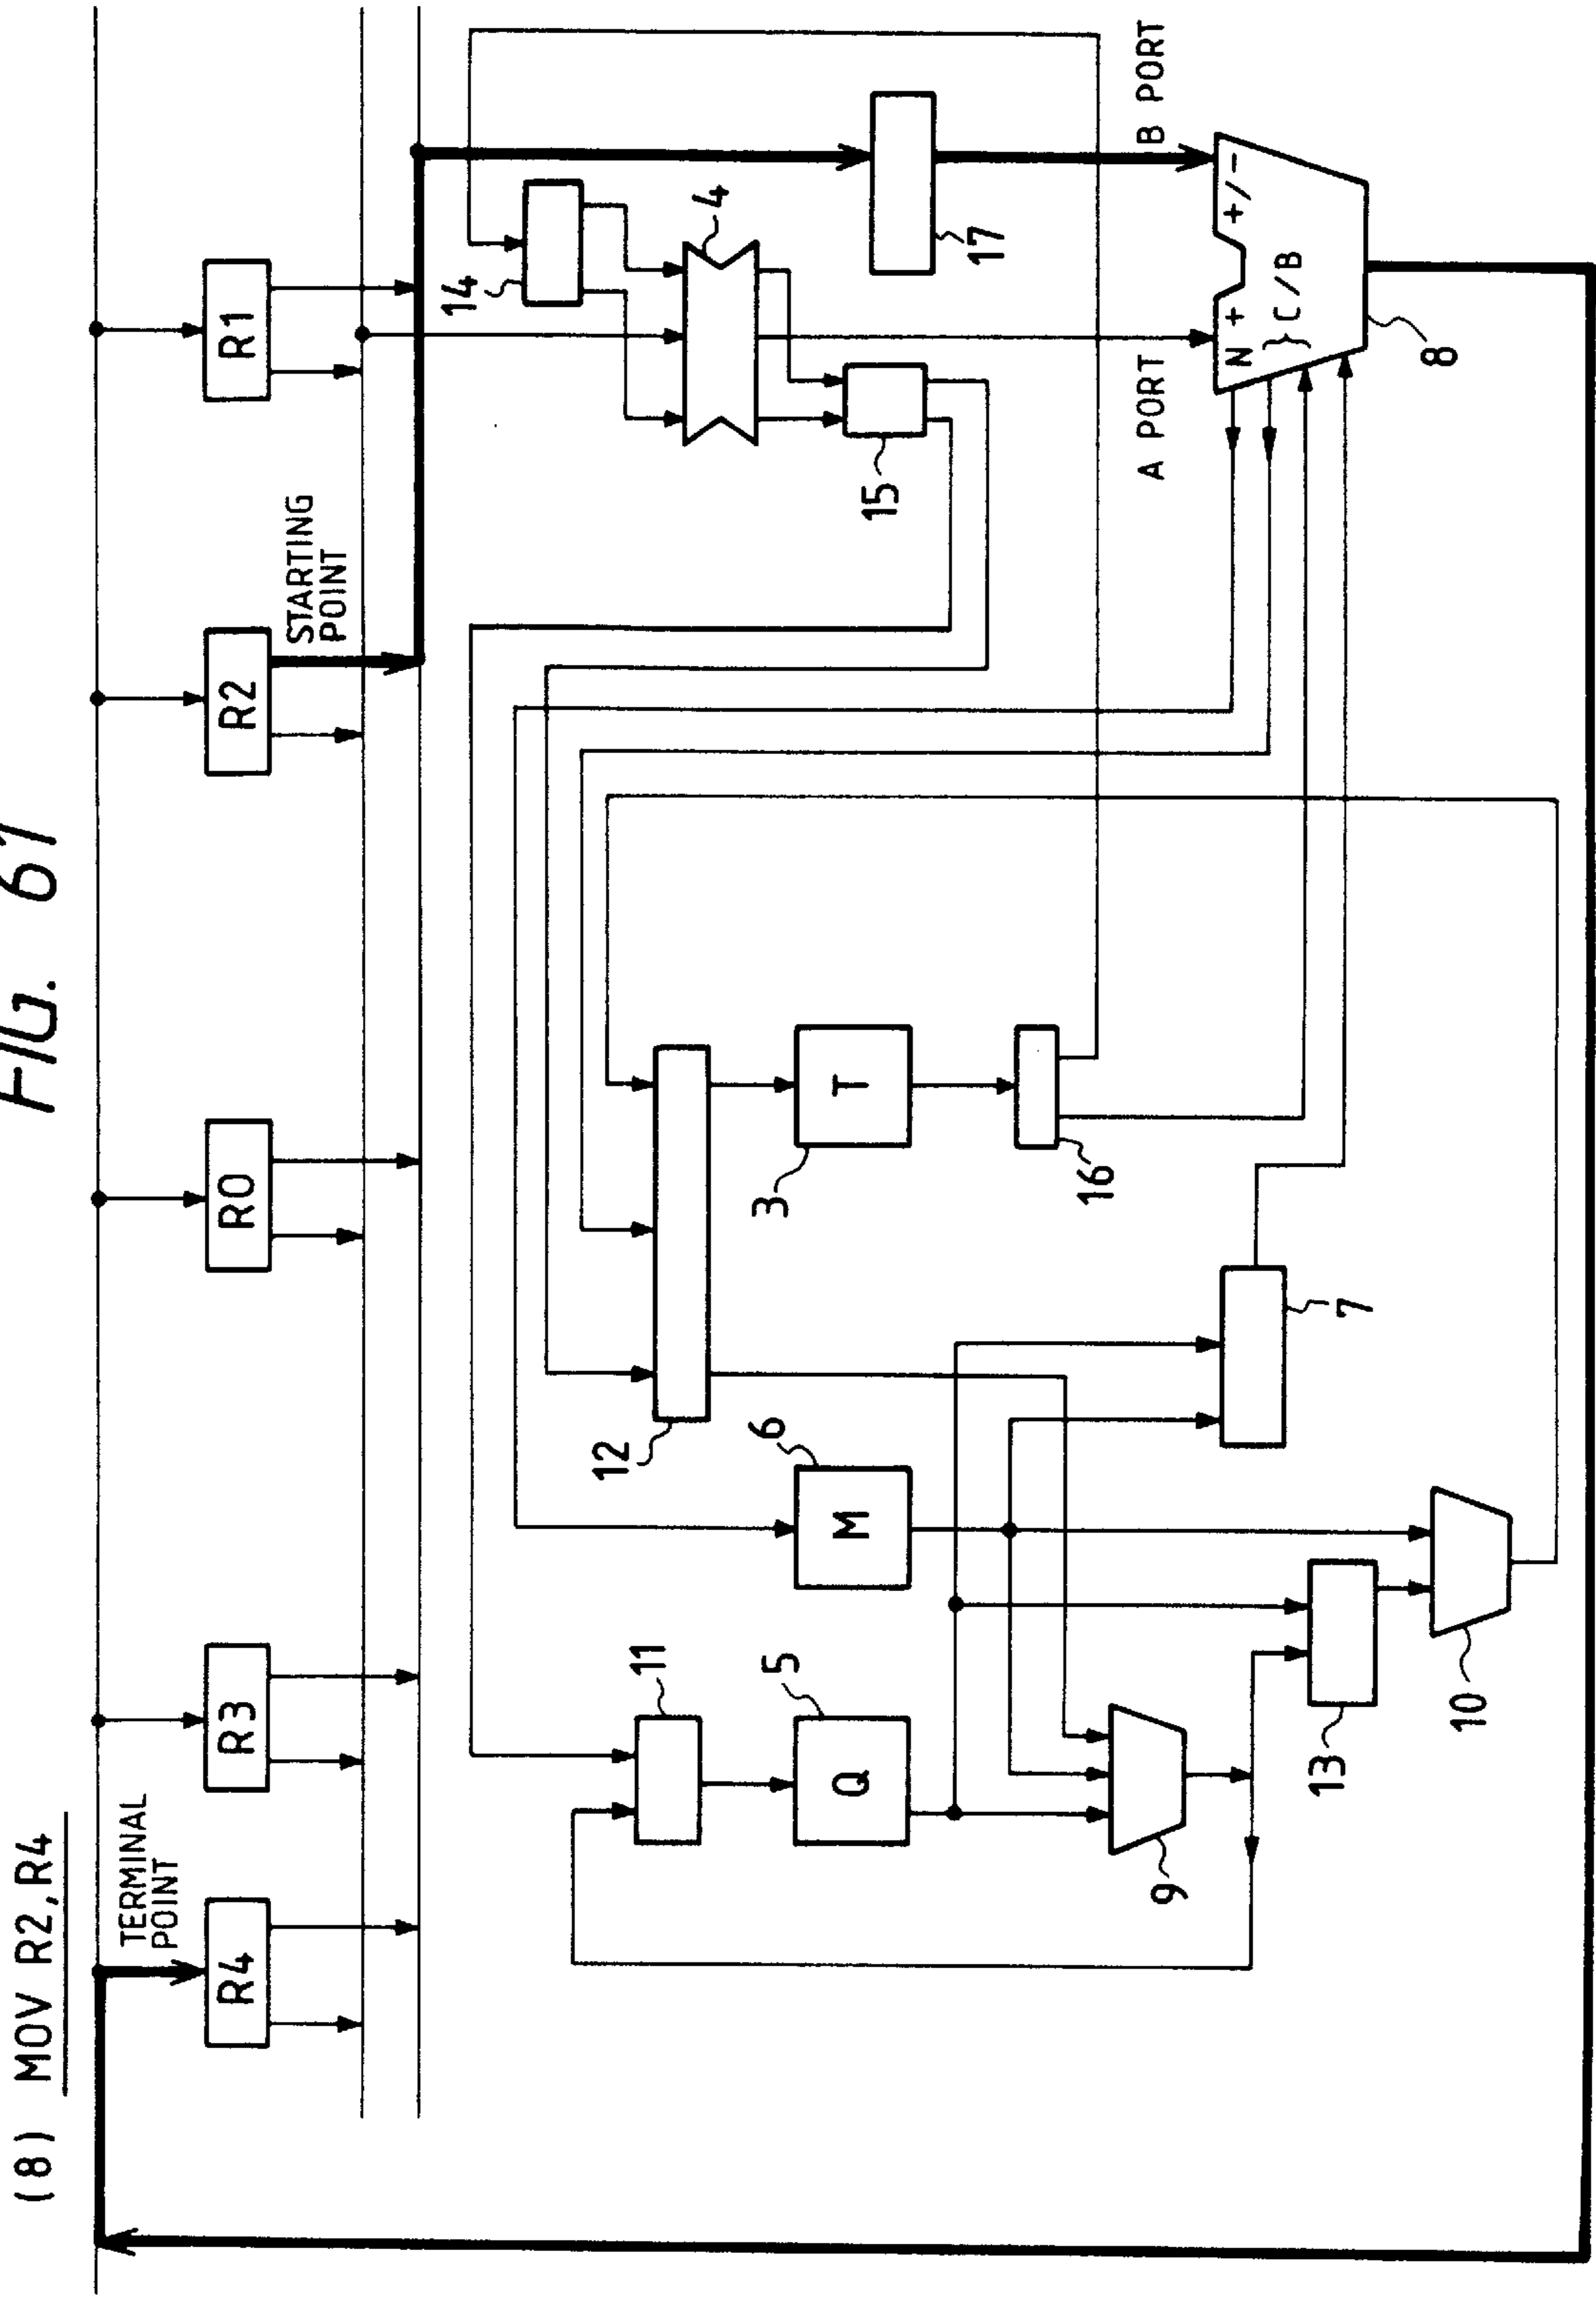 FIG. 61
(8) MOV R2,R4
TERMINAL
POINT
STARTING
POINT
R4
R3
R0
R2
R1
14
4
11
12
15
17
5
Q
6
M
3
T
16
A PORT
B PORT
9
13
7
10
N + +/-
} C/B
8